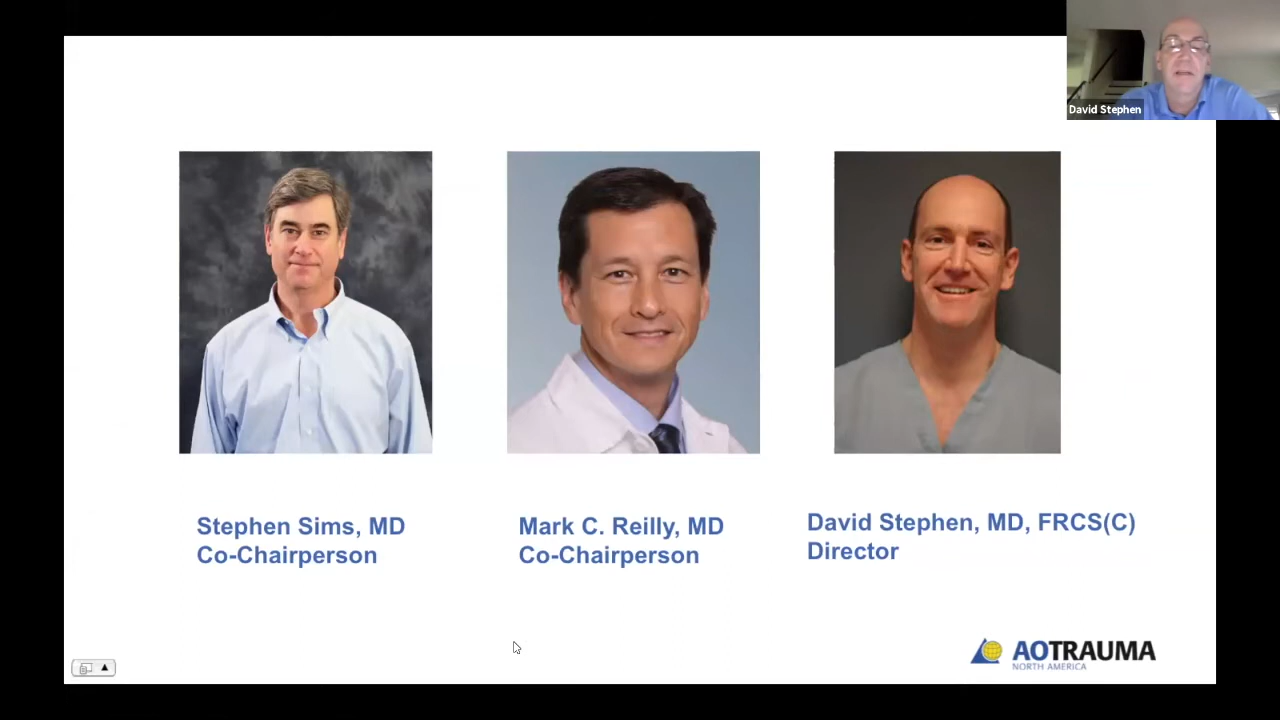 David Stephen
Stephen Sims, MD
Co-Chairperson
Mark C. Reilly, MD
Co-Chairperson
David Stephen, MD, FRCS(C)
Director
AOTRAUMA
NORTH AMERICA